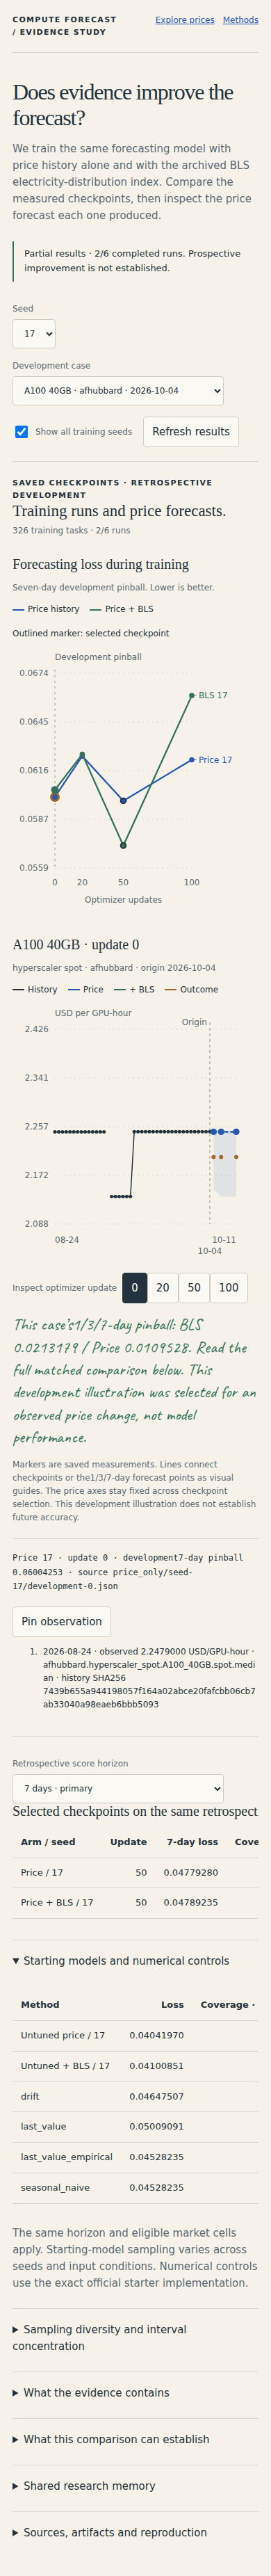 COMPUTE FORECAST
/ EVIDENCE STUDY
Explore prices Methods
Does evidence improve the
forecast?
We train the same forecasting model with
price history alone and with the archived BLS
electricity-distribution index. Compare the
measured checkpoints, then inspect the price
forecast each one produced.
Partial results · 2/6 completed runs. Prospective
improvement is not established.
Seed
17
Development case
A100 40GB · afhubbard · 2026-10-04
Show all training seeds
Refresh results
SAVED CHECKPOINTS · RETROSPECTIVE
DEVELOPMENT
Training runs and price forecasts.
326 training tasks · 2/6 runs
Forecasting loss during training
Seven-day development pinball. Lower is better.
Price history Price + BLS
Outlined marker: selected checkpoint
Development pinball
0.0674
0.0645
0.0616
0.0587
0.0559
BLS 17
Price 17
0 20 50 100
Optimizer updates
A100 40GB · update 0
hyperscaler spot · afhubbard · origin 2026-10-04
History Price + BLS Outcome
USD per GPU-hour
Origin
2.426
2.341
2.257
2.172
2.088
08-24 10-11
10-04
Inspect optimizer update 0 20 50 100
This case's1/3/7-day pinball: BLS
0.0213179 / Price 0.0109528. Read the
full matched comparison below. This
development illustration was selected for an
observed price change, not model
performance.
Markers are saved measurements. Lines connect
checkpoints or the1/3/7-day forecast points as visual
guides. The price axes stay fixed across checkpoint
selection. This development illustration does not establish
future accuracy.
Price 17 · update 0 · development7-day pinball
0.06004253 · source price_only/seed-
17/development-0.json
Pin observation
1. 2026-08-24 · observed 2.2479000 USD/GPU-hour ·
afhubbard.hyperscaler_spot.A100_40GB.spot.medi
an · history SHA256
7439b655a944198057f164a02abce20fafcbb06cb7
ab33040a98eaeb6bbb5093
Retrospective score horizon
7 days · primary
Selected checkpoints on the same retrospect
Arm / seed Update 7-day loss Cove
Price / 17 50 0.04779280
Price + BLS / 17 50 0.04789235
Starting models and numerical controls
Method Loss Coverage ·
Untuned price / 17 0.04041970
Untuned + BLS / 17 0.04100851
drift 0.04647507
last_value 0.05009091
last_value_empirical 0.04528235
seasonal_naive 0.04528235
The same horizon and eligible market cells
apply. Starting-model sampling varies across
seeds and input conditions. Numerical controls
use the exact official starter implementation.
Sampling diversity and interval
concentration
What the evidence contains
What this comparison can establish
Shared research memory
Sources, artifacts and reproduction